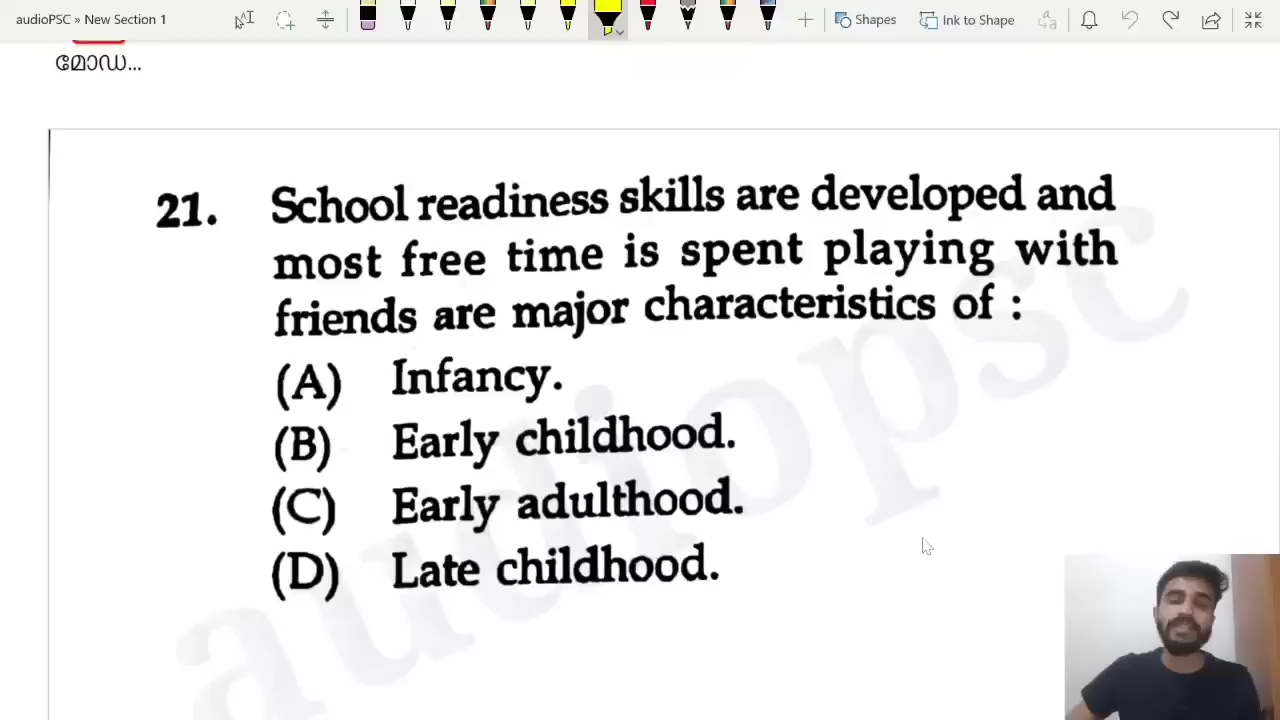 audioPSC » New Section 1
Shapes
Ink to Shape
മോഡ...
21. School readiness skills are developed and
most free time is spent playing with
friends are major characteristics of :
(A) Infancy.
(B) Early childhood.
(C) Early adulthood.
(D) Late childhood.
audiopsc